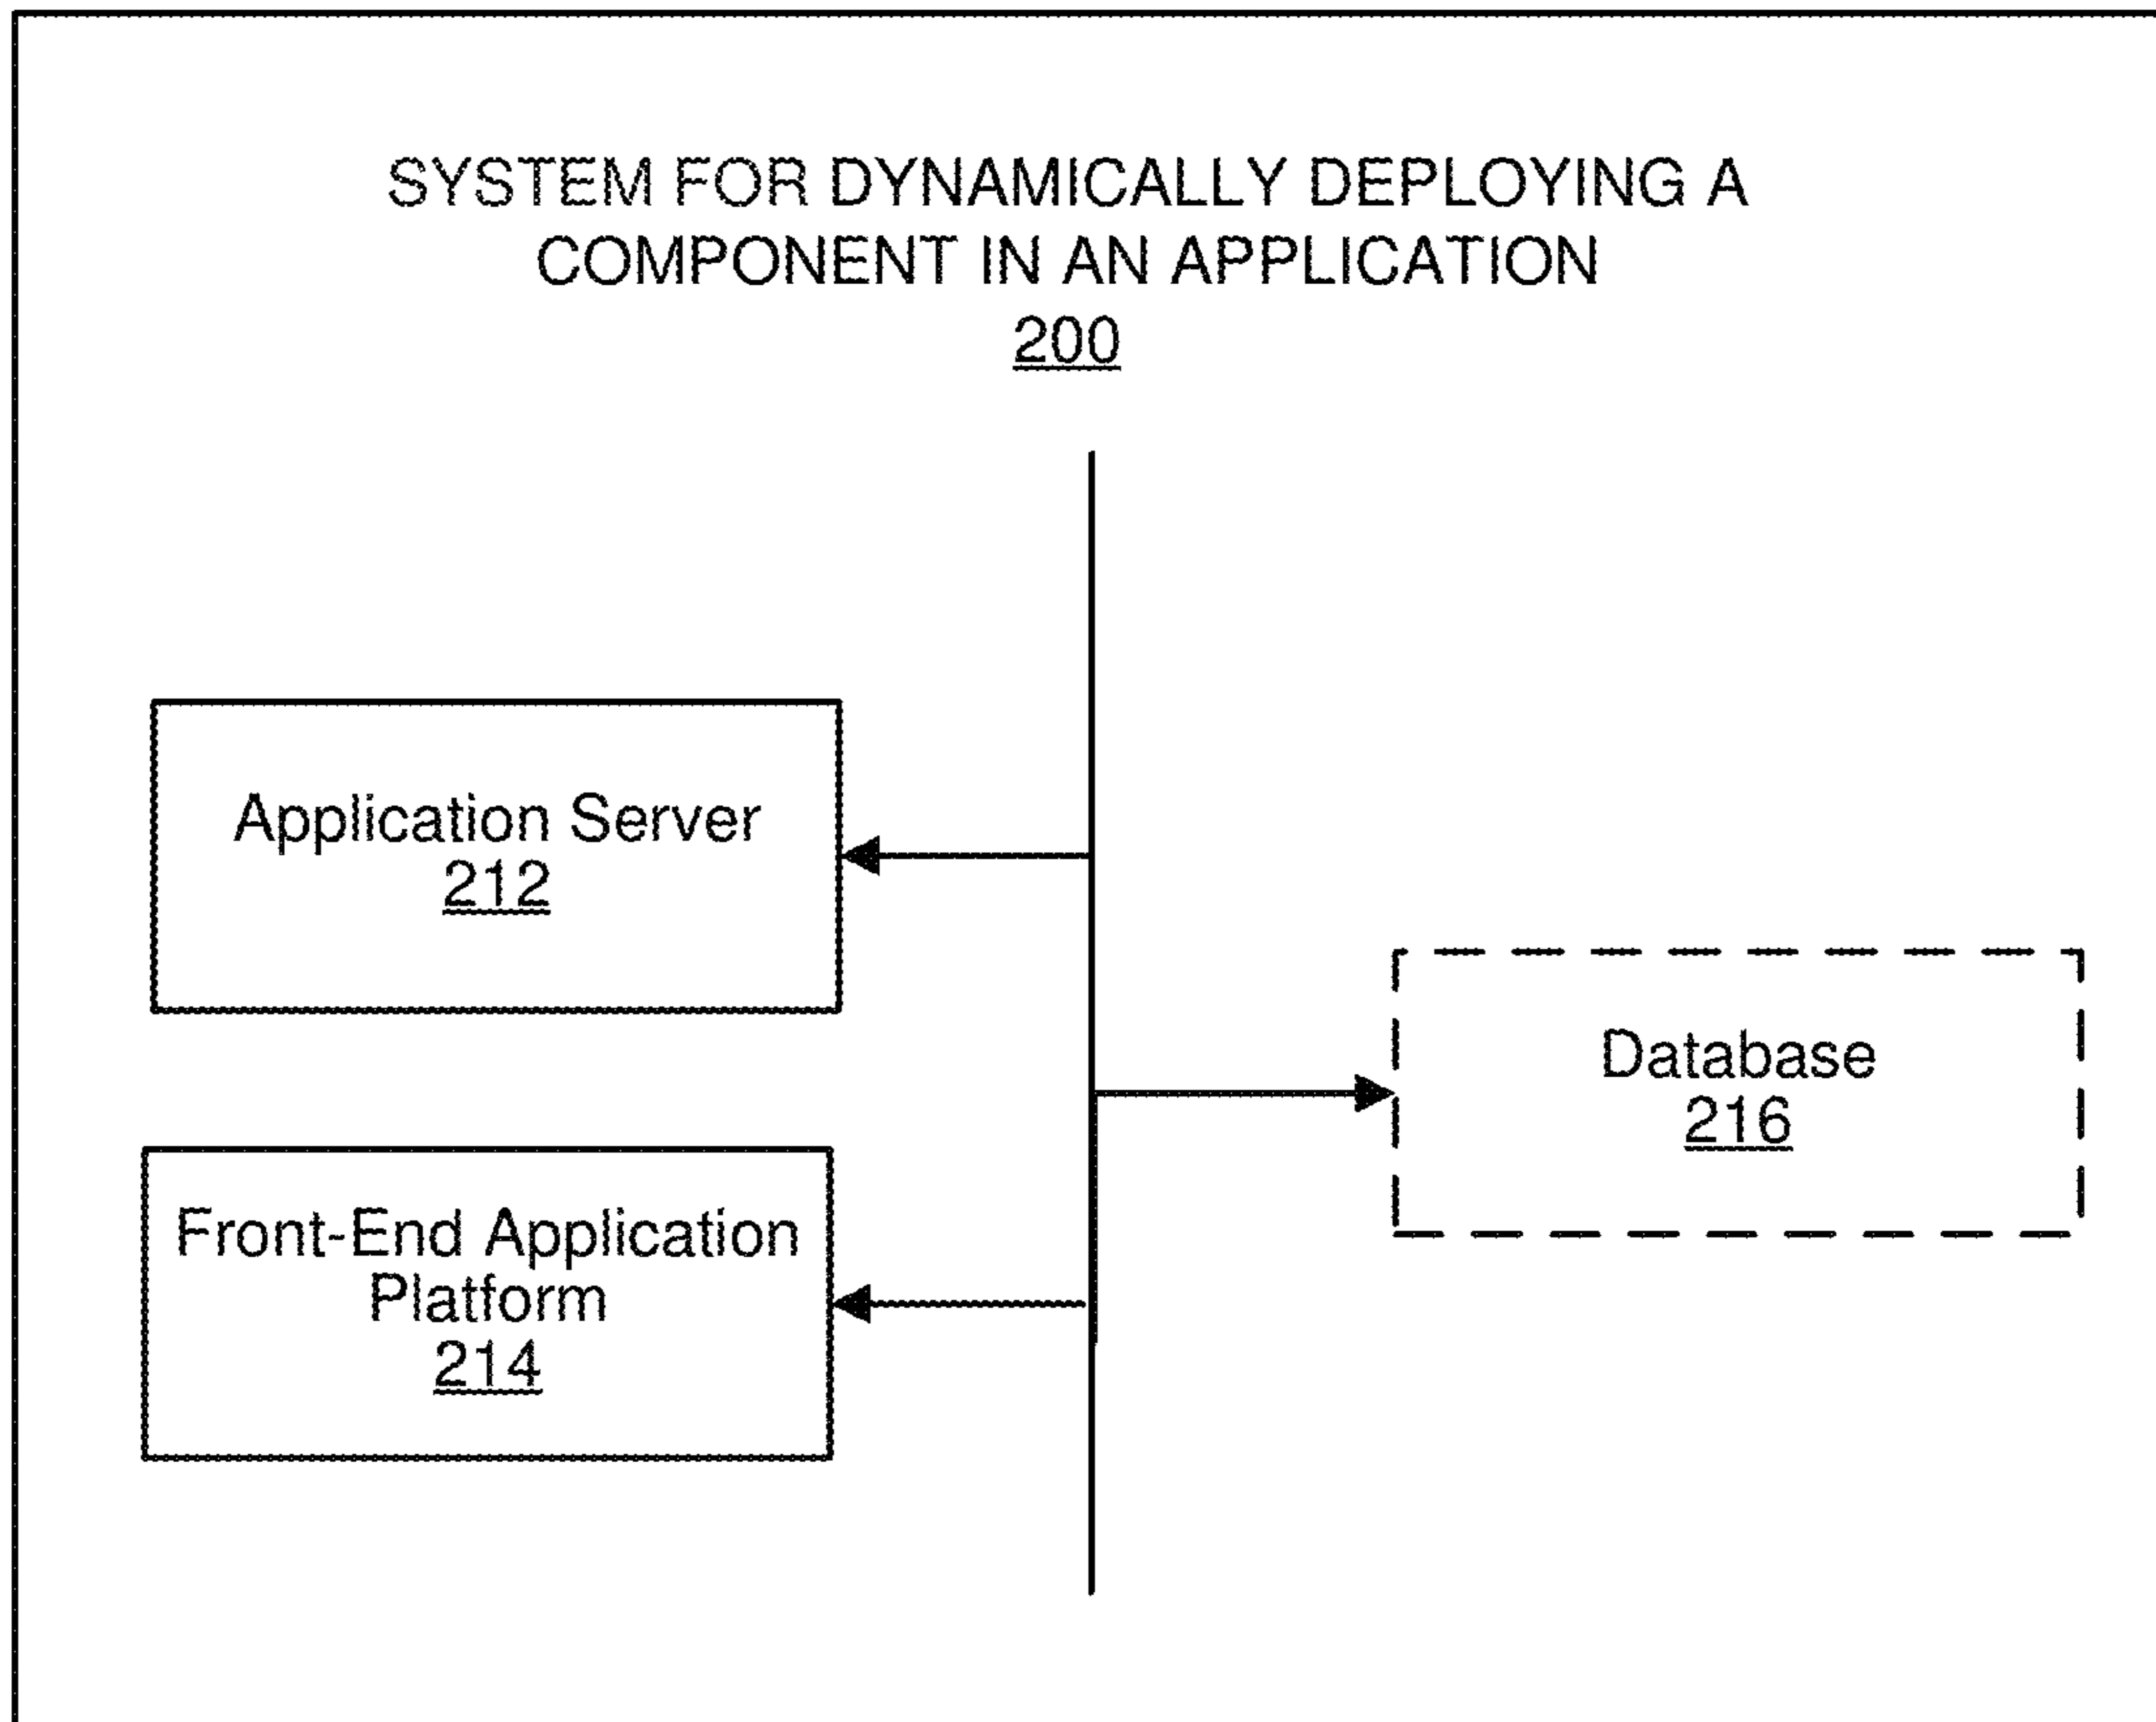 SYSTEM FOR DYNAMICALLY DEPLOYING A
COMPONENT IN AN APPLICATION
200
Application Server
212
Database
216
Front-End Application
Platform
214